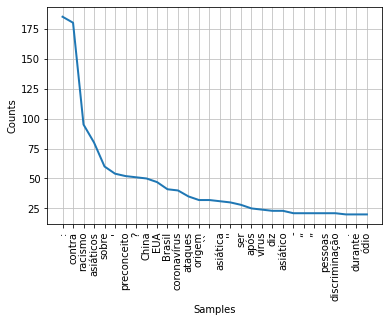 175
150
125
100
75
50
25
Counts
:
contra
racismo
asiáticos
sobre
'
preconceito
?
China
EUA
Brasil
coronavírus
ataques
origem
``
asiática
''
ser
após
vírus
diz
asiático
“
”
pessoas
discriminação
.
durante
ódio
Samples